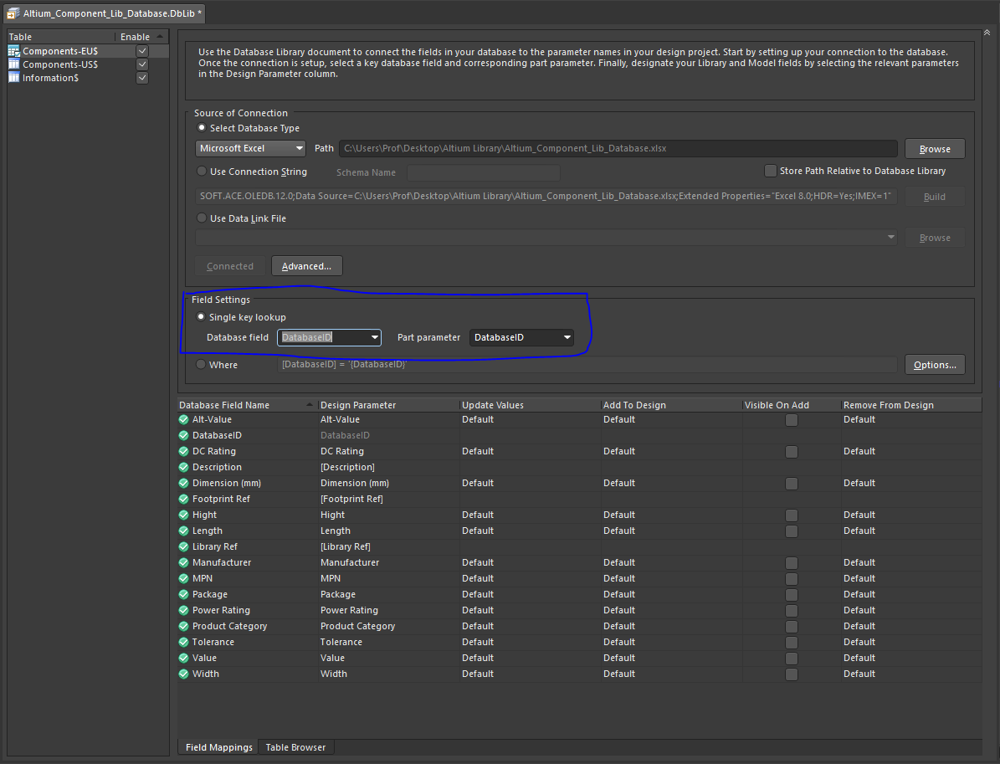 Altium_Component_Lib_Database.DbLib *
Table Enable
Components-EU$
Components-US$
Information$
Use the Database Library document to connect the fields in your database to the parameter names in your design project. Start by setting up your connection to the database.
Once the connection is setup, select a key database field and corresponding part parameter. Finally, designate your Library and Model fields by selecting the relevant parameters
in the Design Parameter column.
Source of Connection
Select Database Type
Microsoft Excel Path C:\Users\Prof\Desktop\Altium Library\Altium_Component_Lib_Database.xlsx Browse
Use Connection String Schema Name Store Path Relative to Database Library
SOFT.ACE.OLEDB.12.0;Data Source=C:\Users\Prof\Desktop\Altium Library\Altium_Component_Lib_Database.xlsx;Extended Properties="Excel 8.0;HDR=Yes;IMEX=1" Build
Use Data Link File
Browse
Connected Advanced...
Field Settings
Single key lookup
Database field DatabaseID Part parameter DatabaseID
Where [DatabaseID] = '{DatabaseID}' Options...
Database Field Name Design Parameter Update Values Add To Design Visible On Add Remove From Design
Alt-Value Alt-Value Default Default Default
DatabaseID DatabaseID
DC Rating DC Rating Default Default Default
Description [Description]
Dimension (mm) Dimension (mm) Default Default Default
Footprint Ref [Footprint Ref]
Hight Hight Default Default Default
Length Length Default Default Default
Library Ref [Library Ref]
Manufacturer Manufacturer Default Default Default
MPN MPN Default Default Default
Package Package Default Default Default
Power Rating Power Rating Default Default Default
Product Category Product Category Default Default Default
Tolerance Tolerance Default Default Default
Value Value Default Default Default
Width Width Default Default Default
Field Mappings Table Browser